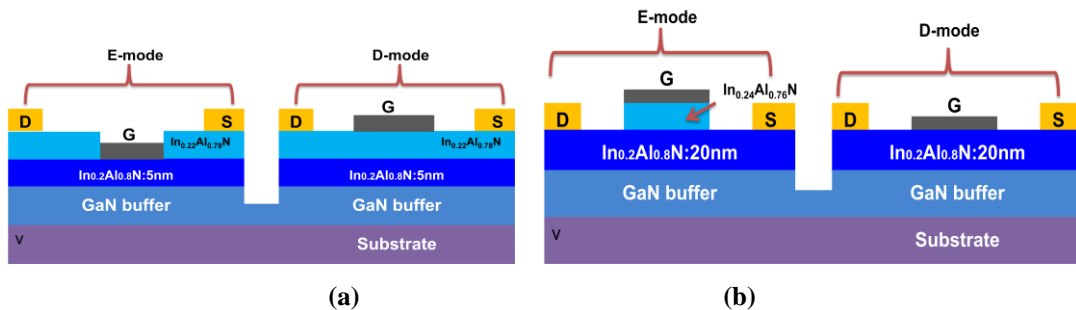 E-mode
D-mode
G
G
D
S
D
S
In₀.₂₂Al₀.₇₈N
In₀.₂₂Al₀.₇₈N
In₀.₂Al₀.₈N:5nm
In₀.₂Al₀.₈N:5nm
GaN buffer
GaN buffer
V
Substrate
(a)
E-mode
D-mode
G
In₀.₂₄Al₀.₇₆N
G
D
S
D
S
In₀.₂Al₀.₈N:20nm
In₀.₂Al₀.₈N:20nm
GaN buffer
GaN buffer
V
Substrate
(b)